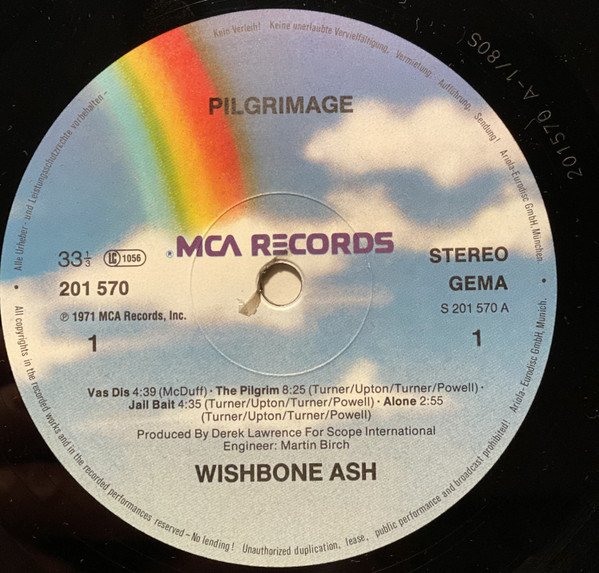 PILGRIMAGE
®MCA RECORDS
33⅓ LC 1056
201 570
℗ 1971 MCA Records, Inc.
1
STEREO
GEMA
S 201 570 A
1
Vas Dis 4:39 (McDuff) · The Pilgrim 8:25 (Turner/Upton/Turner/Powell) ·
Jail Bait 4:35 (Turner/Upton/Turner/Powell) · Alone 2:55
(Turner/Upton/Turner/Powell)
Produced By Derek Lawrence For Scope International
Engineer: Martin Birch
WISHBONE ASH
· Alle Urheber- und Leistungsschutzrechte vorbehalten – Kein Verleih! Keine unerlaubte Vervielfältigung, Vermietung, Aufführung, Sendung! Ariola-Eurodisc GmbH, München. ·
All copyrights in the recorded works and in the recorded performances reserved – No lending! Unauthorized duplication, lease, public performance and broadcast prohibited! Ariola-Eurodisc GmbH, Munich.
201570 A-1/80S